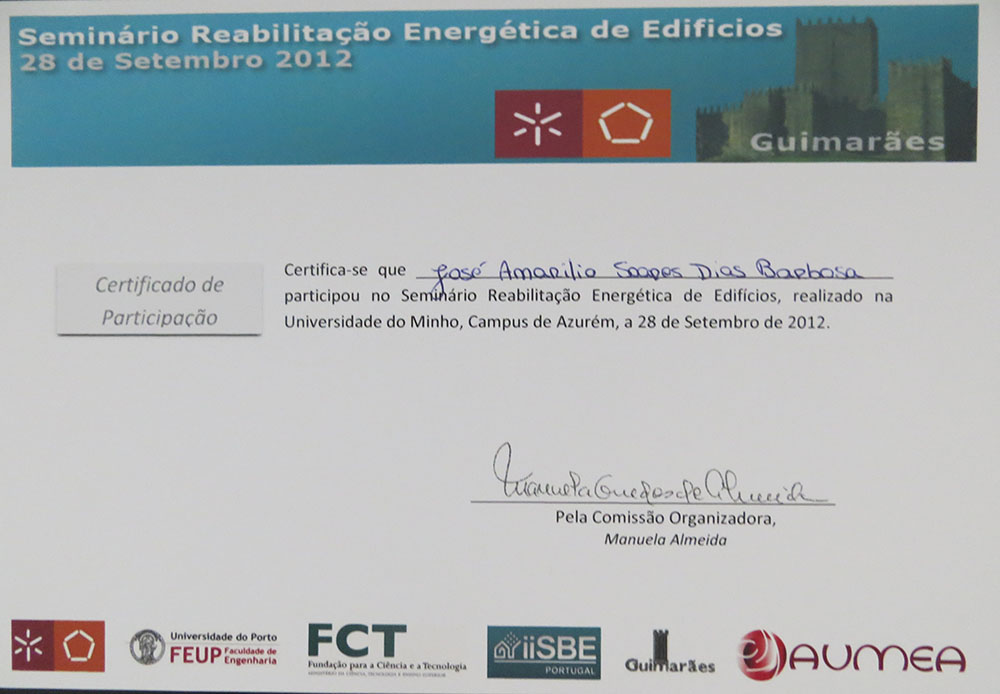 Seminário Reabilitação Energética de Edificios
28 de Setembro 2012
Guimarães
Certificado de
Participação
Certifica-se que José Amarilio Soares Dias Barbosa
participou no Seminário Reabilitação Energética de Edifícios, realizado na
Universidade do Minho, Campus de Azurém, a 28 de Setembro de 2012.
Manuela Guedes de Almeida
Pela Comissão Organizadora,
Manuela Almeida
Universidade do Porto
FEUP Faculdade de
Engenharia
FCT
Fundação para a Ciência e a Tecnologia
MINISTÉRIO DA CIÊNCIA, TECNOLOGIA E ENSINO SUPERIOR
iiSBE
PORTUGAL
Guimarães
AUMEA